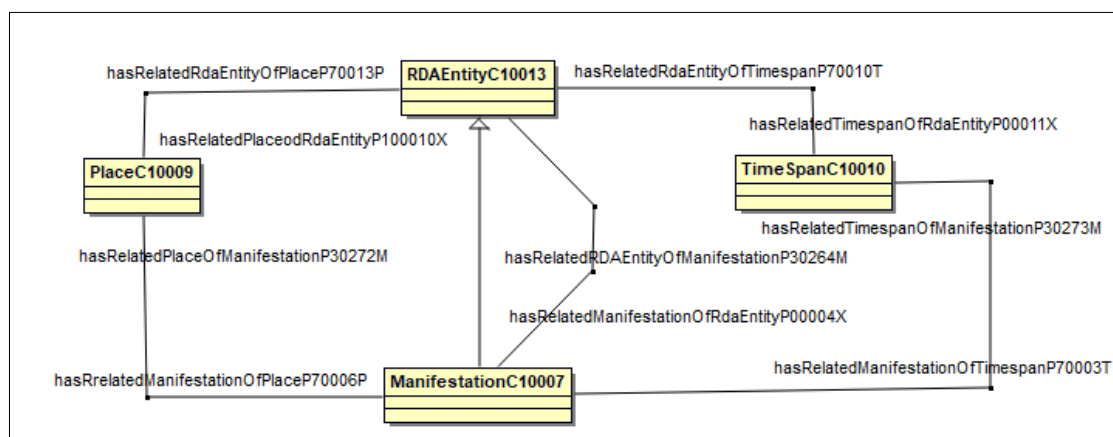 hasRelatedRdaEntityOfPlaceP70013P
RDAEntityC10013
hasRelatedRdaEntityOfTimespanP70010T
hasRelatedPlaceodRdaEntityP100010X
hasRelatedTimespanOfRdaEntityP00011X
PlaceC10009
TimeSpanC10010
hasRelatedTimespanOfManifestationP30273M
hasRelatedPlaceOfManifestationP30272M
hasRelatedRDAEntityOfManifestationP30264M
hasRelatedManifestationOfRdaEntityP00004X
hasRrelatedManifestationOfPlaceP70006P
ManifestationC10007
hasRelatedManifestationOfTimespanP70003T